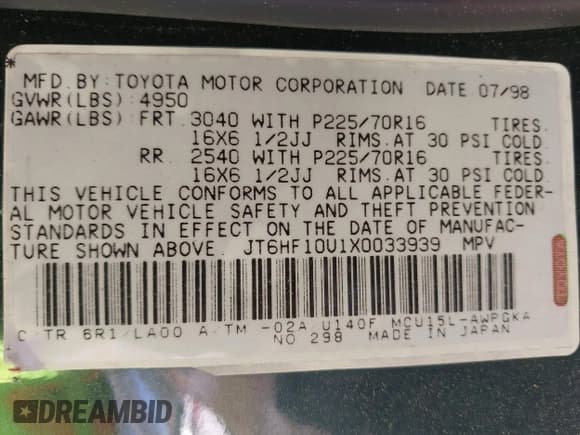 * MFD. BY: TOYOTA MOTOR CORPORATION DATE 07/98
GVWR(LBS):4950
GAWR(LBS):FRT.3040 WITH P225/70R16 TIRES.
16X6 1/2JJ RIMS.AT 30 PSI COLD.
RR. 2540 WITH P225/70R16 TIRES.
16X6 1/2JJ RIMS.AT 30 PSI COLD.
THIS VEHICLE CONFORMS TO ALL APPLICABLE FEDER-
AL MOTOR VEHICLE SAFETY AND THEFT PREVENTION
STANDARDS IN EFFECT ON THE DATE OF MANUFAC-
TURE SHOWN ABOVE. JT6HF10U1X0033939 MPV
TOYOTA
C/TR 6R1/LA00 A/TM -02A/U140F MCU15L-AWPGKA
NO 298 MADE IN JAPAN
DREAMBID